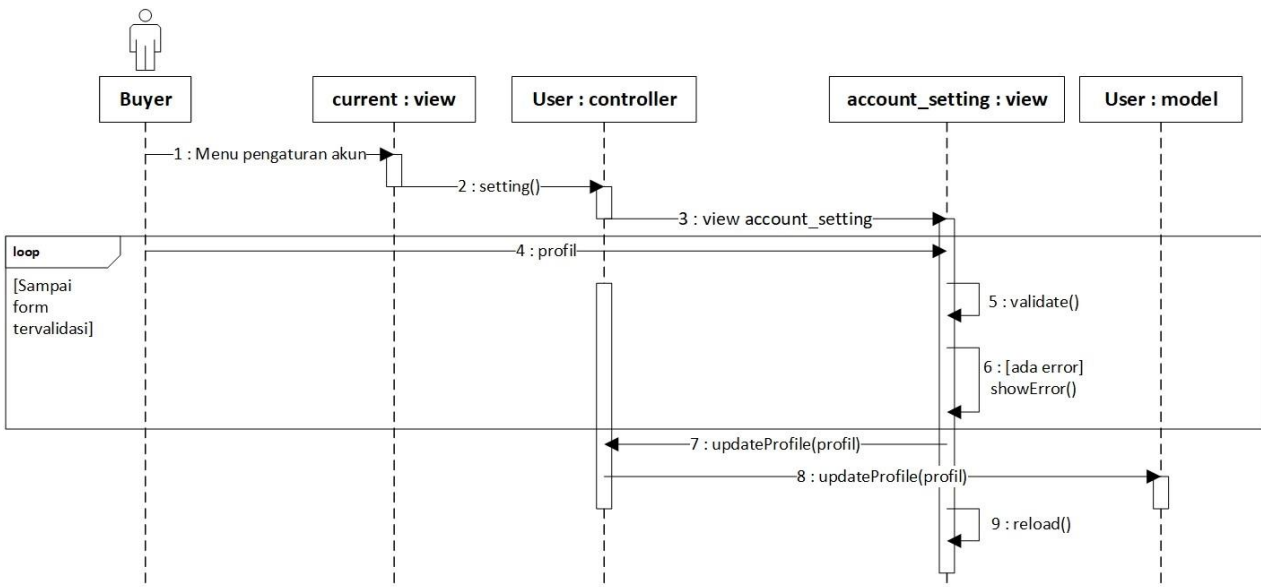 Buyer
current : view
User : controller
account_setting : view
User : model
1 : Menu pengaturan akun
2 : setting()
3 : view account_setting
loop
4 : profil
[Sampai
form
tervalidasi]
5 : validate()
6 : [ada error]
showError()
7 : updateProfile(profil)
8 : updateProfile(profil)
9 : reload()